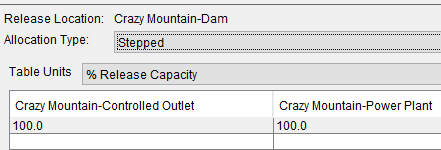 Release Location: Crazy Mountain-Dam
Allocation Type: Stepped
Table Units % Release Capacity
Crazy Mountain-Controlled Outlet Crazy Mountain-Power Plant
100.0 100.0